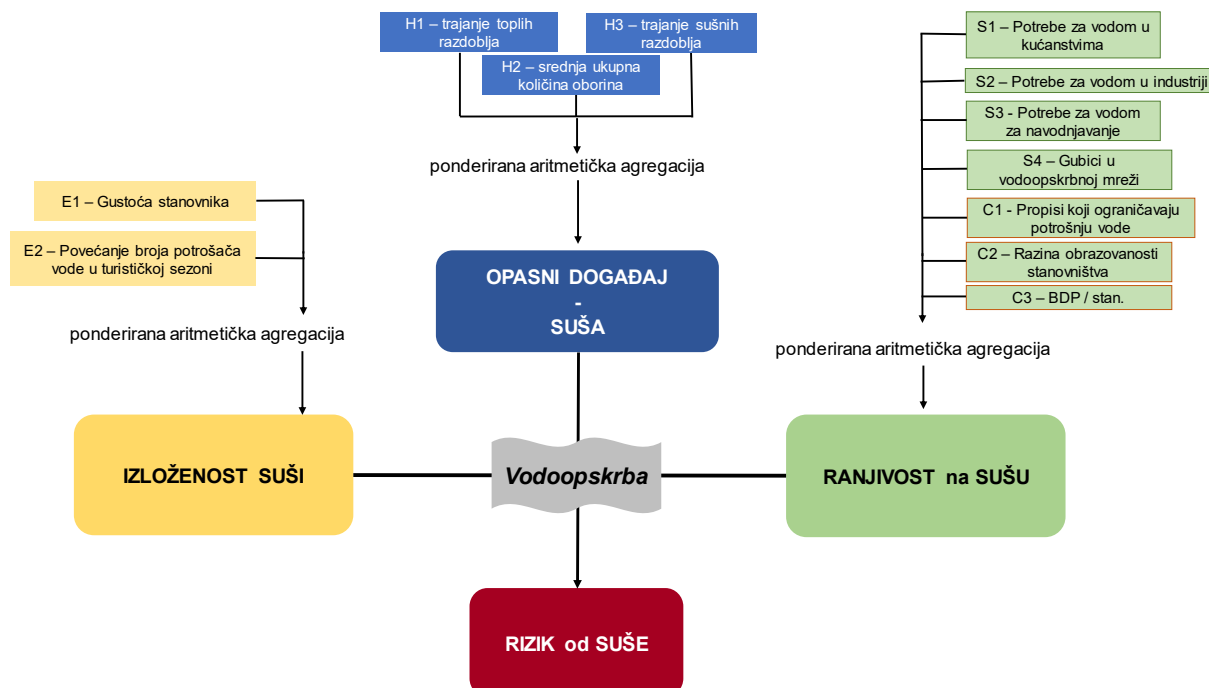 H1 – trajanje toplih
razdoblja
H3 – trajanje sušnih
razdoblja
H2 – srednja ukupna
količina oborina
ponderirana aritmetička agregacija
OPASNI DOGAĐAJ
-
SUŠA
E1 – Gustoća stanovnika
E2 – Povećanje broja potrošača
vode u turističkoj sezoni
ponderirana aritmetička agregacija
IZLOŽENOST SUŠI
S1 – Potrebe za vodom u
kućanstvima
S2 – Potrebe za vodom u industriji
S3 - Potrebe za vodom
za navodnjavanje
S4 – Gubici u
vodoopskrbnoj mreži
C1 - Propisi koji ograničavaju
potrošnju vode
C2 – Razina obrazovanosti
stanovništva
C3 – BDP / stan.
ponderirana aritmetička agregacija
RANJIVOST na SUŠU
Vodoopskrba
RIZIK od SUŠE